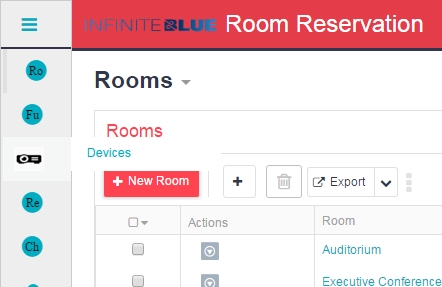 INFINITEBLUE Room Reservation
Ro
Rooms
Fu
Rooms
Devices
New Room
Export
Re
Actions
Room
Ch
Auditorium
Executive Conference